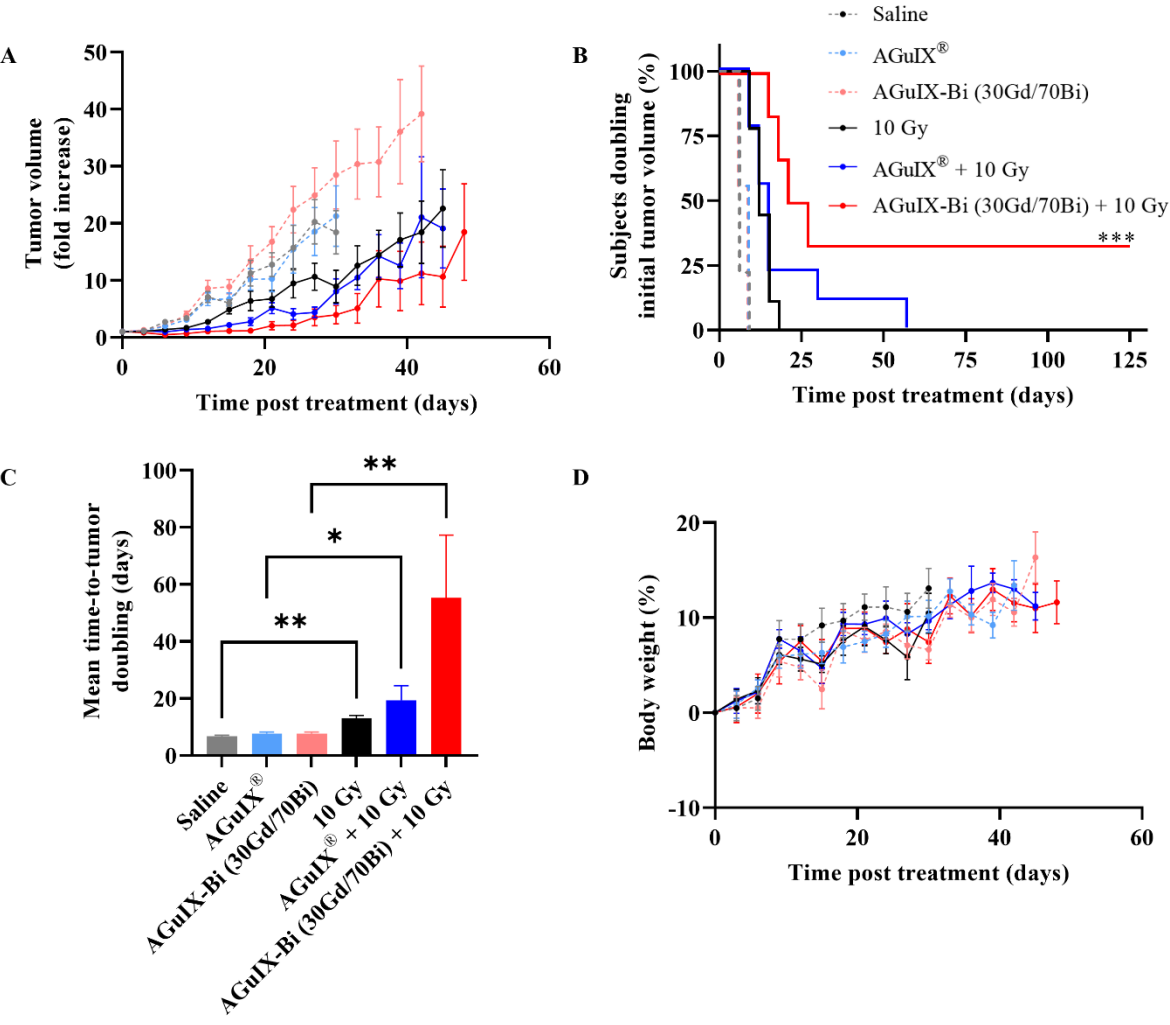 A
Tumor volume
(fold increase)
50
40
30
20
10
0
0
20
40
60
Time post treatment (days)
B
Subjects doubling
initial tumor volume (%)
100
75
50
25
0
0
25
50
75
100
125
Time post treatment (days)
***
Saline
AGuIX®
AGuIX-Bi (30Gd/70Bi)
10 Gy
AGuIX® + 10 Gy
AGuIX-Bi (30Gd/70Bi) + 10 Gy
C
Mean time-to-tumor
doubling (days)
100
80
60
40
20
0
**
*
**
Saline
AGuIX®
AGuIX-Bi (30Gd/70Bi)
10 Gy
AGuIX® + 10 Gy
AGuIX-Bi (30Gd/70Bi) + 10 Gy
D
Body weight (%)
20
10
0
-10
0
20
40
60
Time post treatment (days)